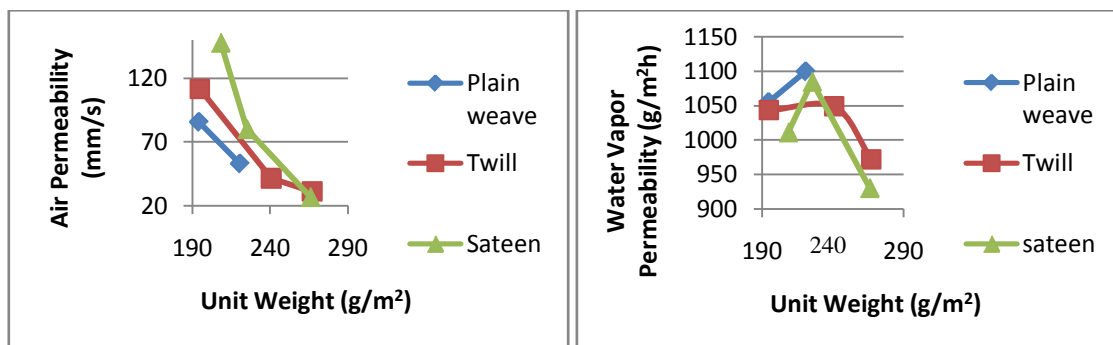 Air Permeability
(mm/s)
120
70
20
190
240
290
Unit Weight (g/m²)
Plain
weave
Twill
Sateen
Water Vapor
Permeability (g/m²h)
1150
1100
1050
1000
950
900
190
240
290
Unit Weight (g/m²)
Plain
weave
Twill
sateen